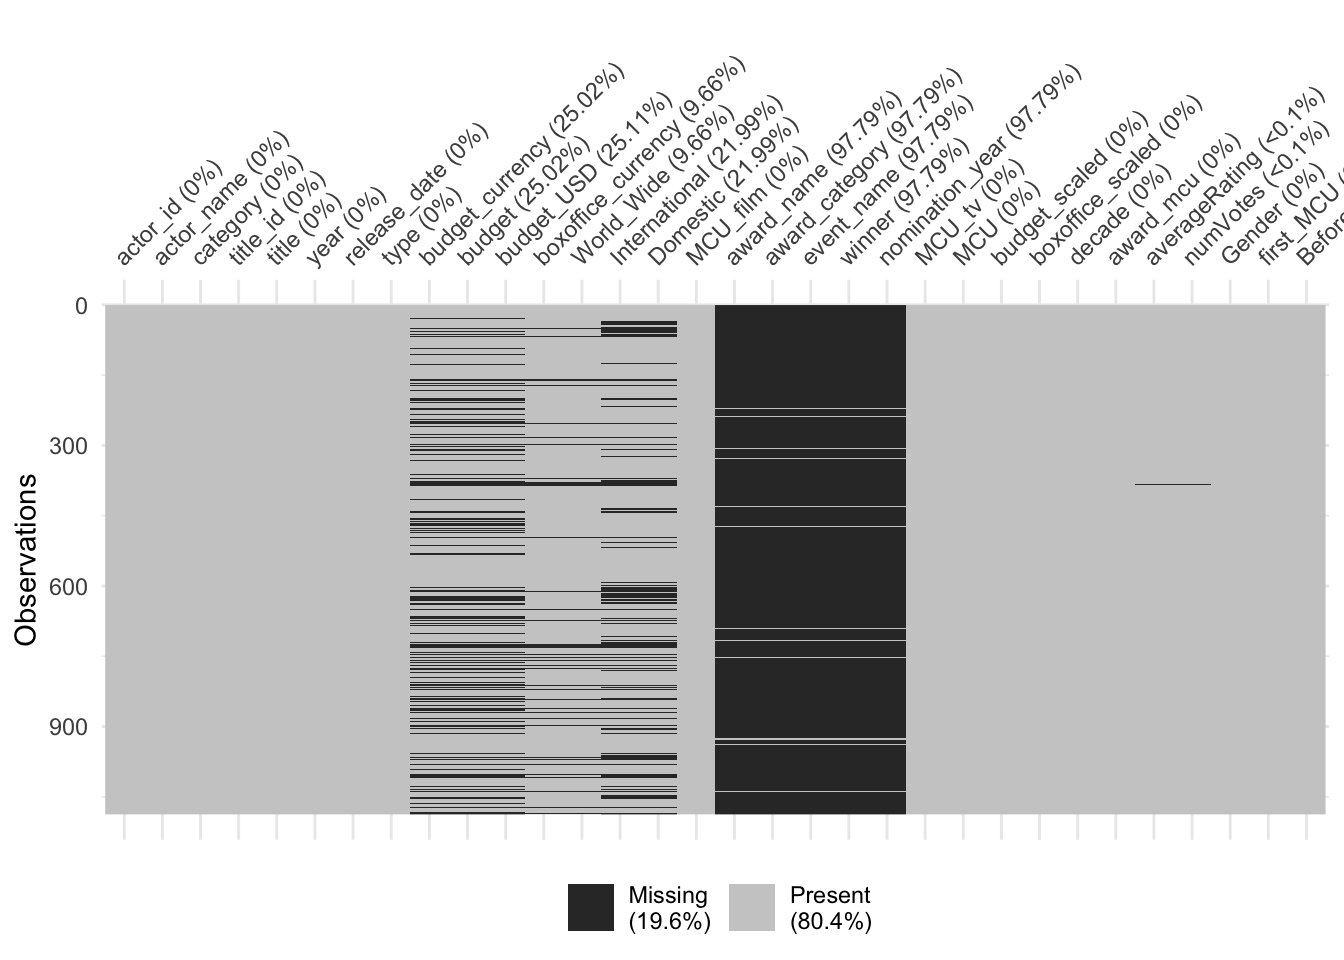 actor_id (0%)
actor_name (0%)
category (0%)
title_id (0%)
title (0%)
year (0%)
release_date (0%)
type (0%)
budget_currency (25.02%)
budget (25.02%)
budget_USD (25.11%)
boxoffice_currency (9.66%)
World_Wide (9.66%)
International (21.99%)
Domestic (21.99%)
MCU_film (0%)
award_name (97.79%)
award_category (97.79%)
event_name (97.79%)
winner (97.79%)
nomination_year (97.79%)
MCU_tv (0%)
MCU (0%)
budget_scaled (0%)
boxoffice_scaled (0%)
decade (0%)
award_mcu (0%)
averageRating (<0.1%)
numVotes (<0.1%)
Gender (0%)
first_MCU (
Before
0
300
600
900
Observations
Missing
(19.6%)
Present
(80.4%)